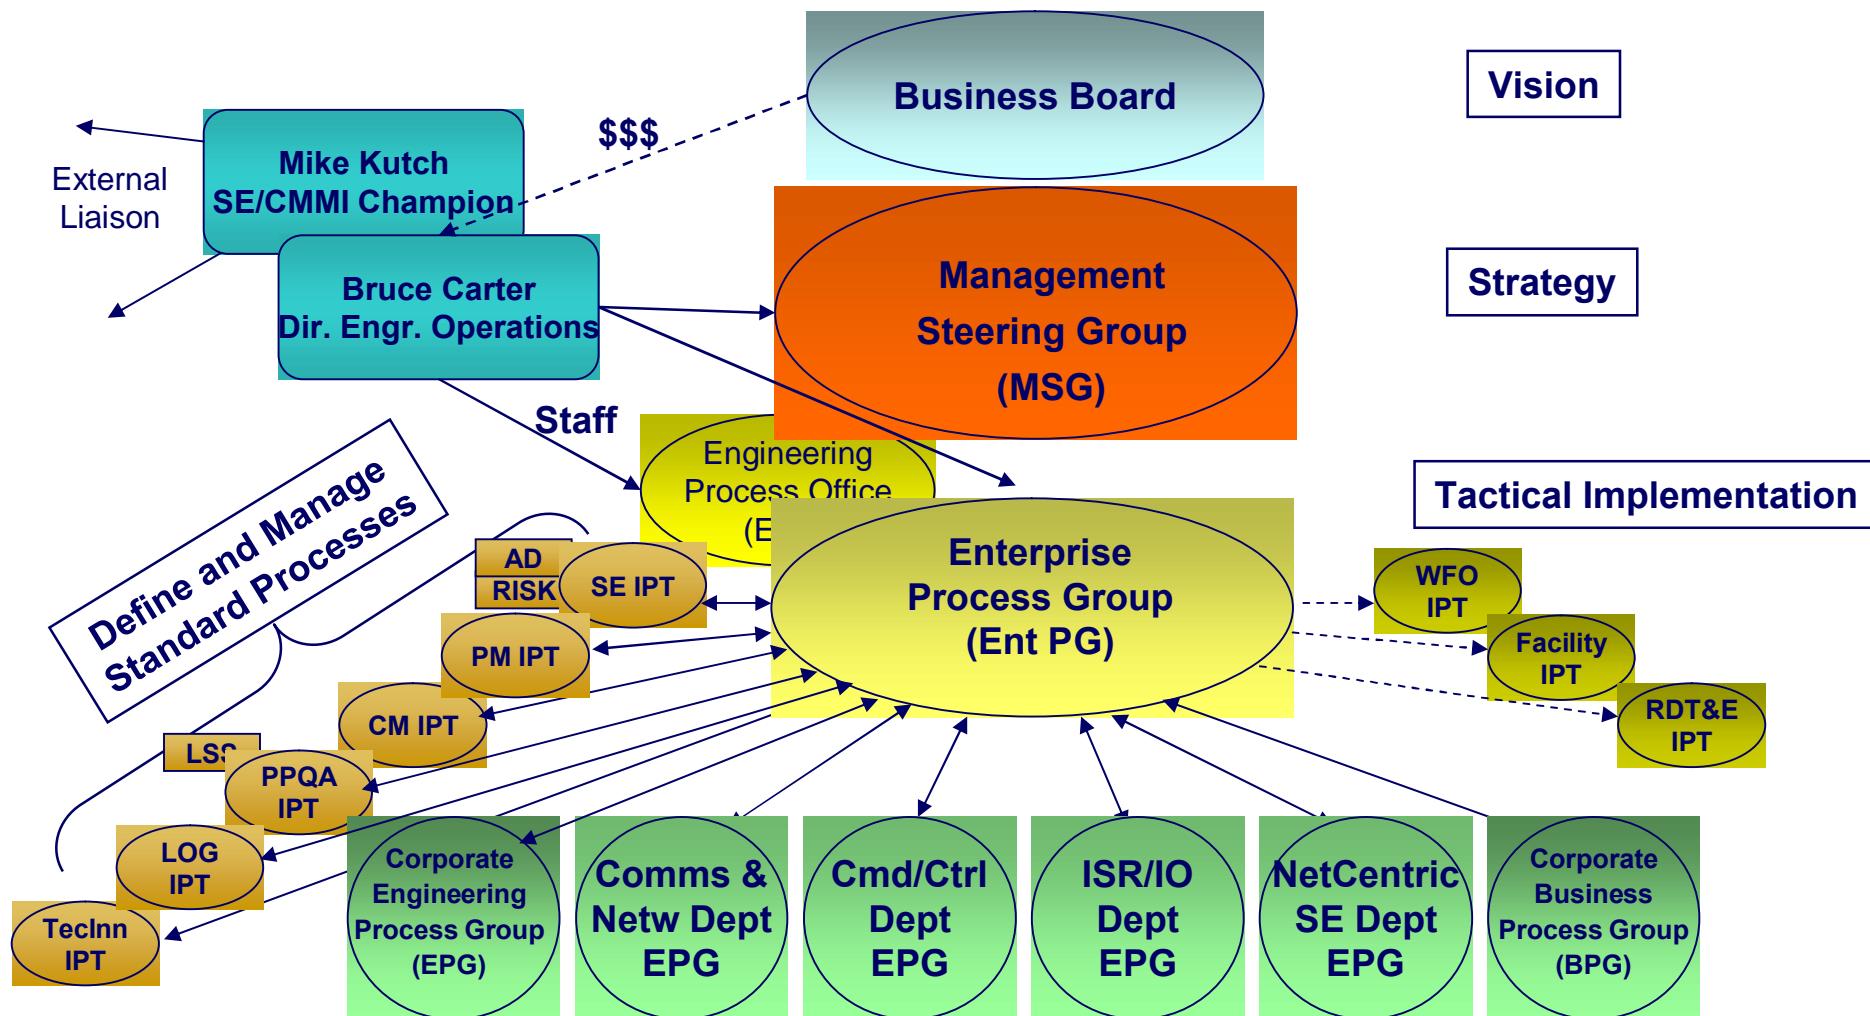 Business Board
Vision
$$$
Mike Kutch
SE/CMMI Champion
External
Liaison
Bruce Carter
Dir. Engr. Operations
Management
Steering Group
(MSG)
Strategy
Staff
Engineering
Process Office
(E
Tactical Implementation
Define and Manage
Standard Processes
Enterprise
Process Group
(Ent PG)
AD
RISK
SE IPT
PM IPT
CM IPT
LSS
PPQA
IPT
LOG
IPT
TecInn
IPT
WFO
IPT
Facility
IPT
RDT&E
IPT
Corporate
Engineering
Process Group
(EPG)
Comms &
Netw Dept
EPG
Cmd/Ctrl
Dept
EPG
ISR/IO
Dept
EPG
NetCentric
SE Dept
EPG
Corporate
Business
Process Group
(BPG)